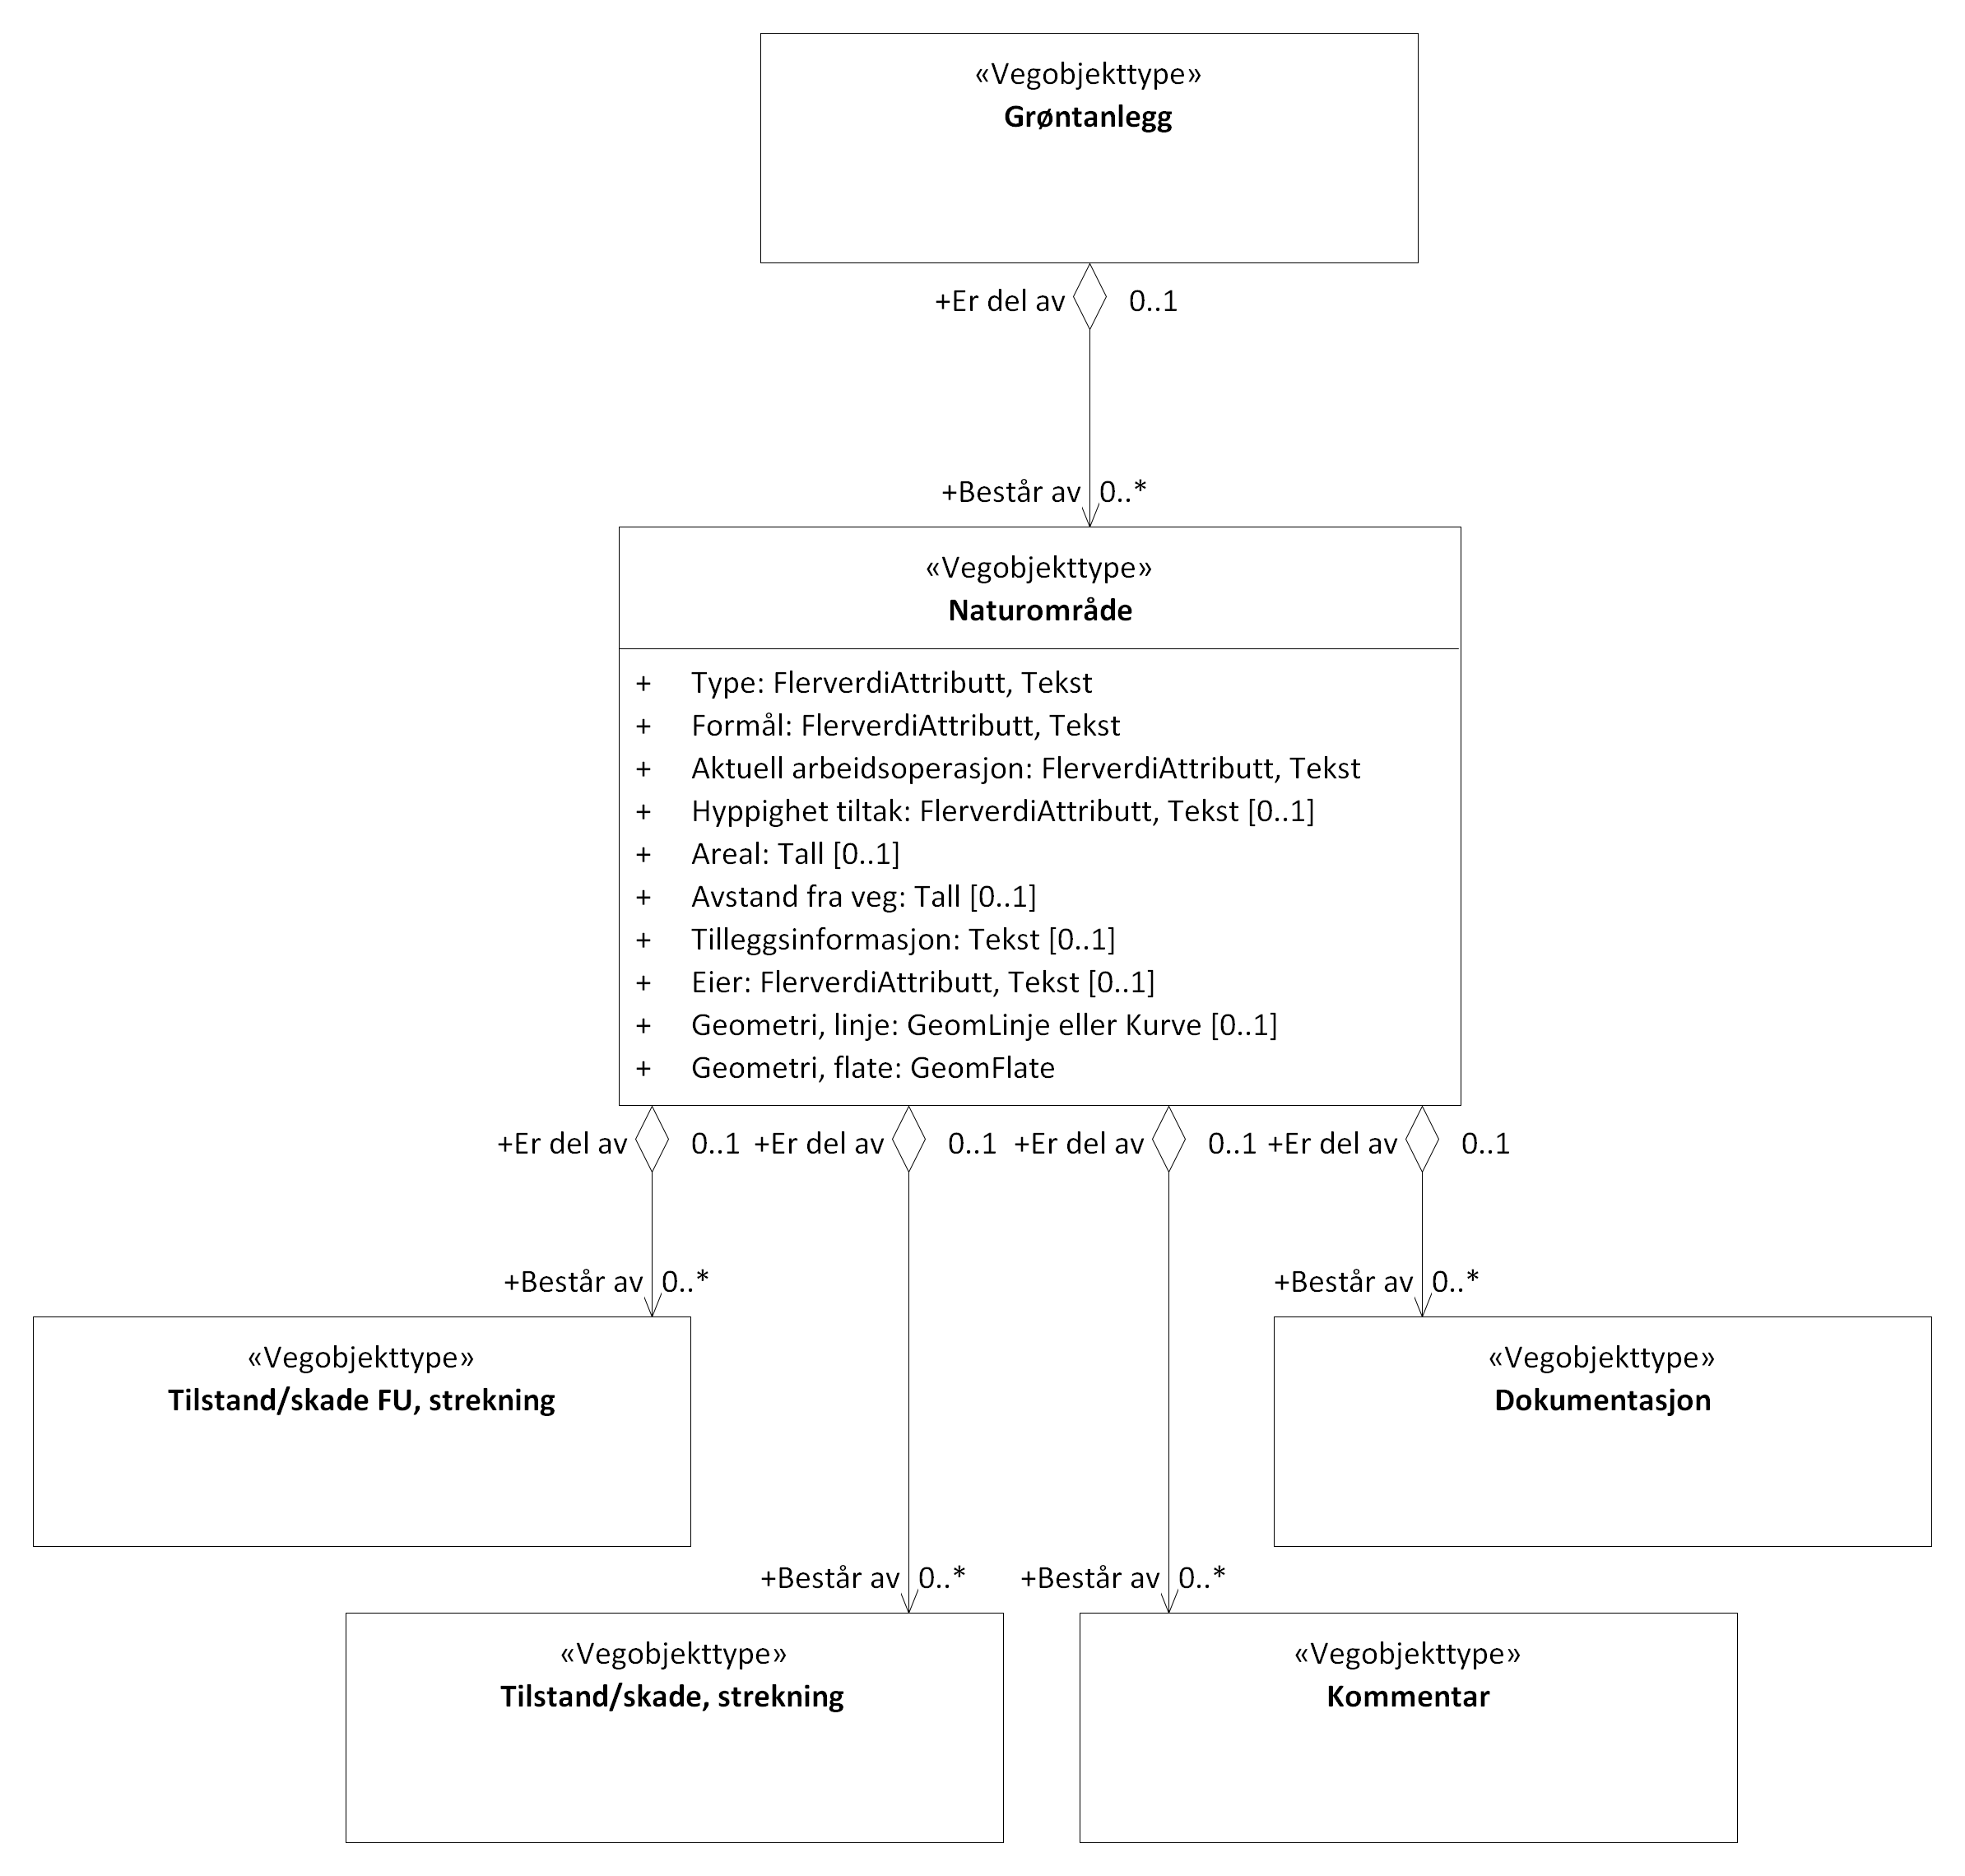 «Vegobjekttype»
Grøntanlegg
+Er del av 0..1
+Består av 0..*
«Vegobjekttype»
Naturområde
+ Type: FlerverdiAttributt, Tekst
+ Formål: FlerverdiAttributt, Tekst
+ Aktuell arbeidsoperasjon: FlerverdiAttributt, Tekst
+ Hyppighet tiltak: FlerverdiAttributt, Tekst [0..1]
+ Areal: Tall [0..1]
+ Avstand fra veg: Tall [0..1]
+ Tilleggsinformasjon: Tekst [0..1]
+ Eier: FlerverdiAttributt, Tekst [0..1]
+ Geometri, linje: GeomLinje eller Kurve [0..1]
+ Geometri, flate: GeomFlate
+Er del av 0..1 +Er del av 0..1 +Er del av 0..1 +Er del av 0..1
+Består av 0..* +Består av 0..*
«Vegobjekttype» «Vegobjekttype»
Tilstand/skade FU, strekning Dokumentasjon
+Består av 0..* +Består av 0..*
«Vegobjekttype» «Vegobjekttype»
Tilstand/skade, strekning Kommentar